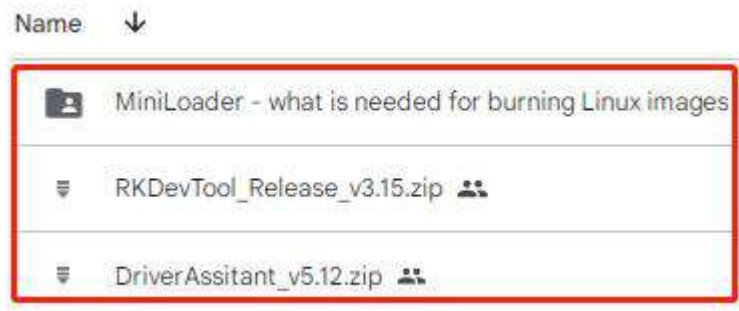 Name
MiniLoader - what is needed for burning Linux images
RKDevTool_Release_v3.15.zip
DriverAssitant_v5.12.zip